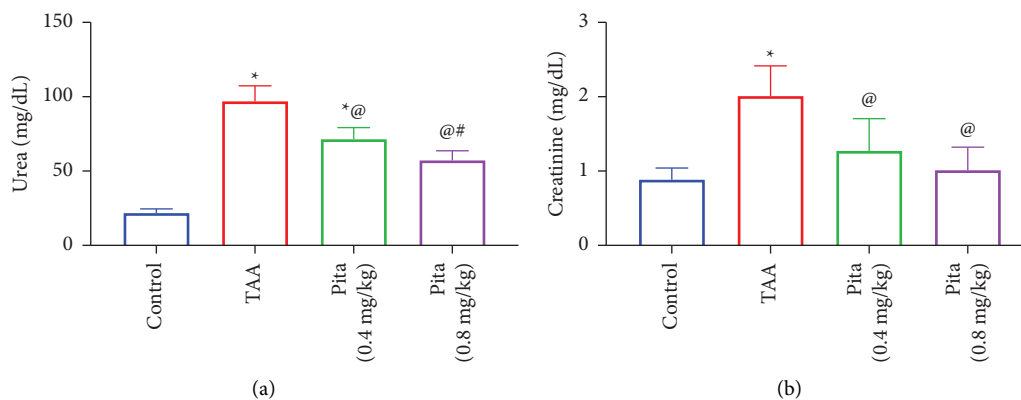 150
100
50
0
Urea (mg/dL)
*
*@
@#
Control
TAA
Pita
(0.4 mg/kg)
Pita
(0.8 mg/kg)
(a)
3
2
1
0
Creatinine (mg/dL)
*
@
@
Control
TAA
Pita
(0.4 mg/kg)
Pita
(0.8 mg/kg)
(b)